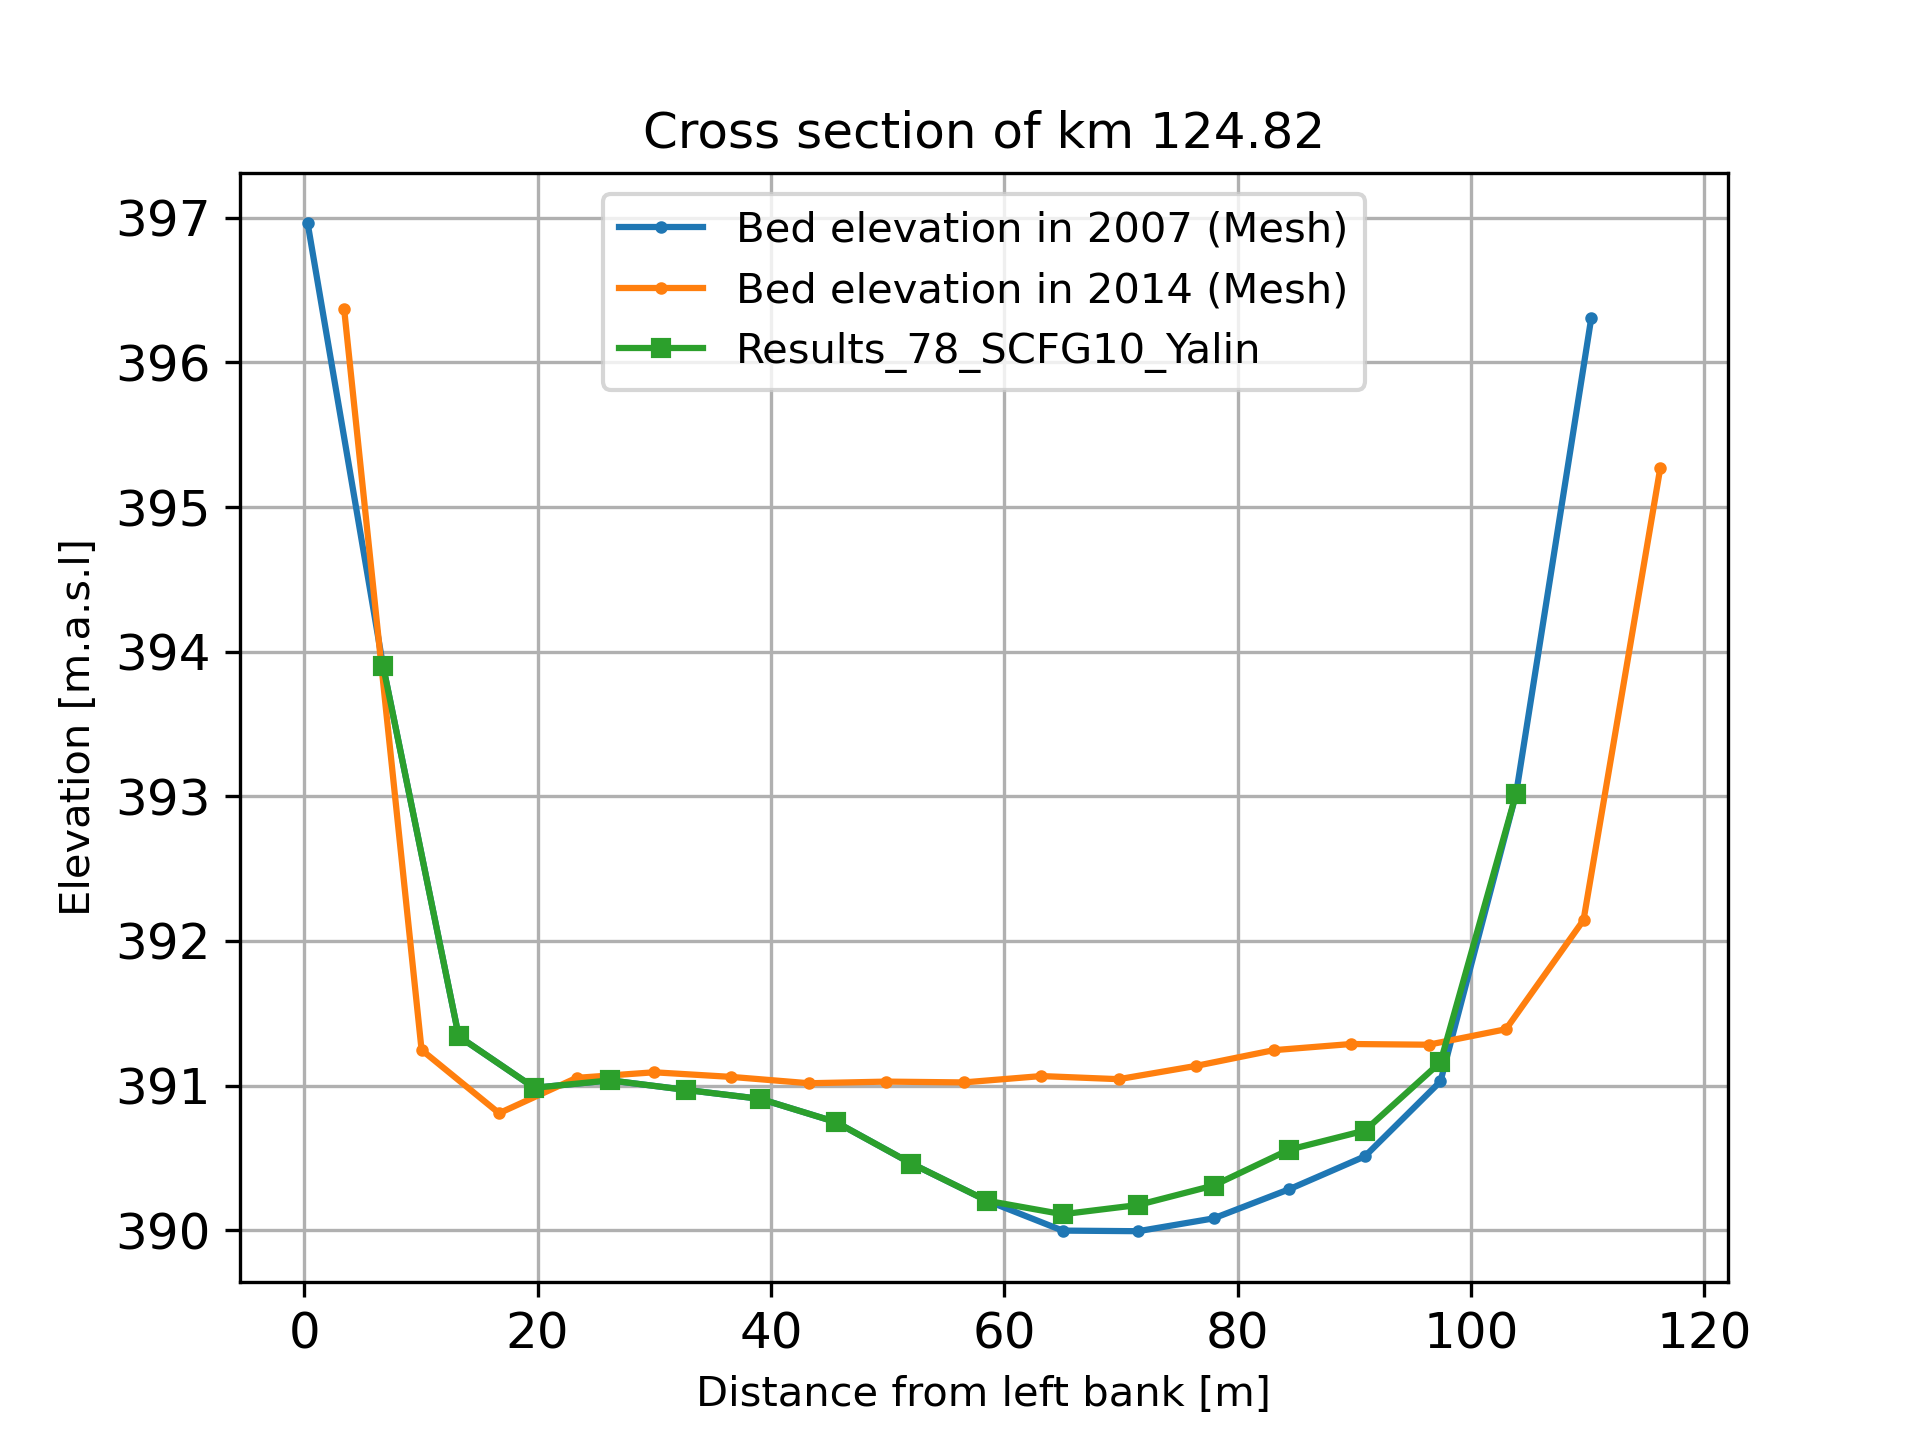 Cross section of km 124.82
Bed elevation in 2007 (Mesh)
Bed elevation in 2014 (Mesh)
Results_78_SCFG10_Yalin
397
396
395
394
393
392
391
390
Elevation [m.a.s.l]
0 20 40 60 80 100 120
Distance from left bank [m]